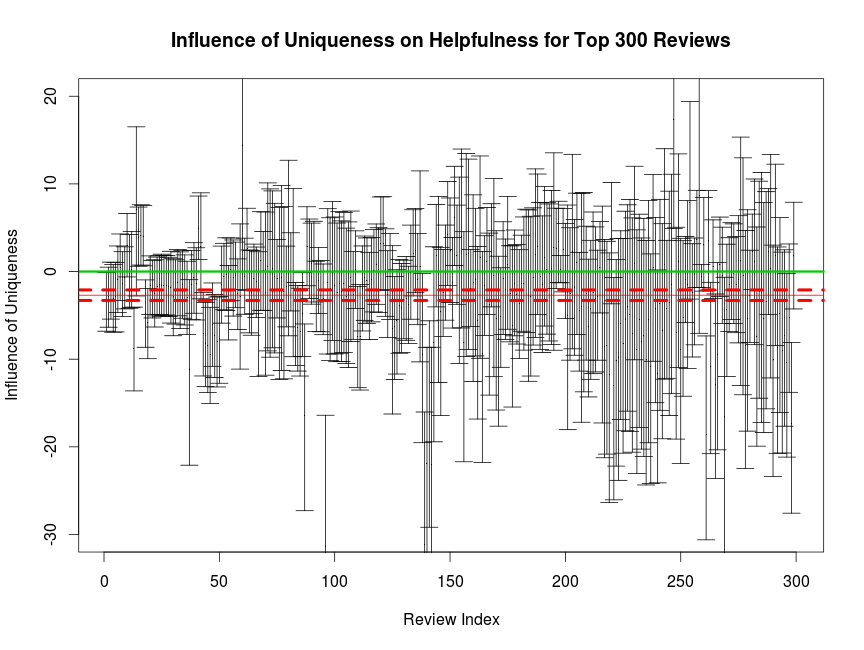 Influence of Uniqueness on Helpfulness for Top 300 Reviews
Influence of Uniqueness
20
10
0
-10
-20
-30
0 50 100 150 200 250 300
Review Index